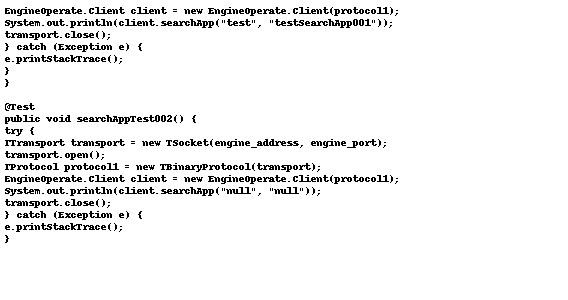 EngineOperate.Client client = new EngineOperate.Client(protocol1);
System.out.println(client.searchApp("test", "testSearchApp001"));
transport.close();
} catch (Exception e) {
e.printStackTrace();
}
}

@Test
public void searchAppTest002() {
try {
TTransport transport = new TSocket(engine_address, engine_port);
transport.open();
TProtocol protocol1 = new TBinaryProtocol(transport);
EngineOperate.Client client = new EngineOperate.Client(protocol1);
System.out.println(client.searchApp("null", "null"));
transport.close();
} catch (Exception e) {
e.printStackTrace();
}